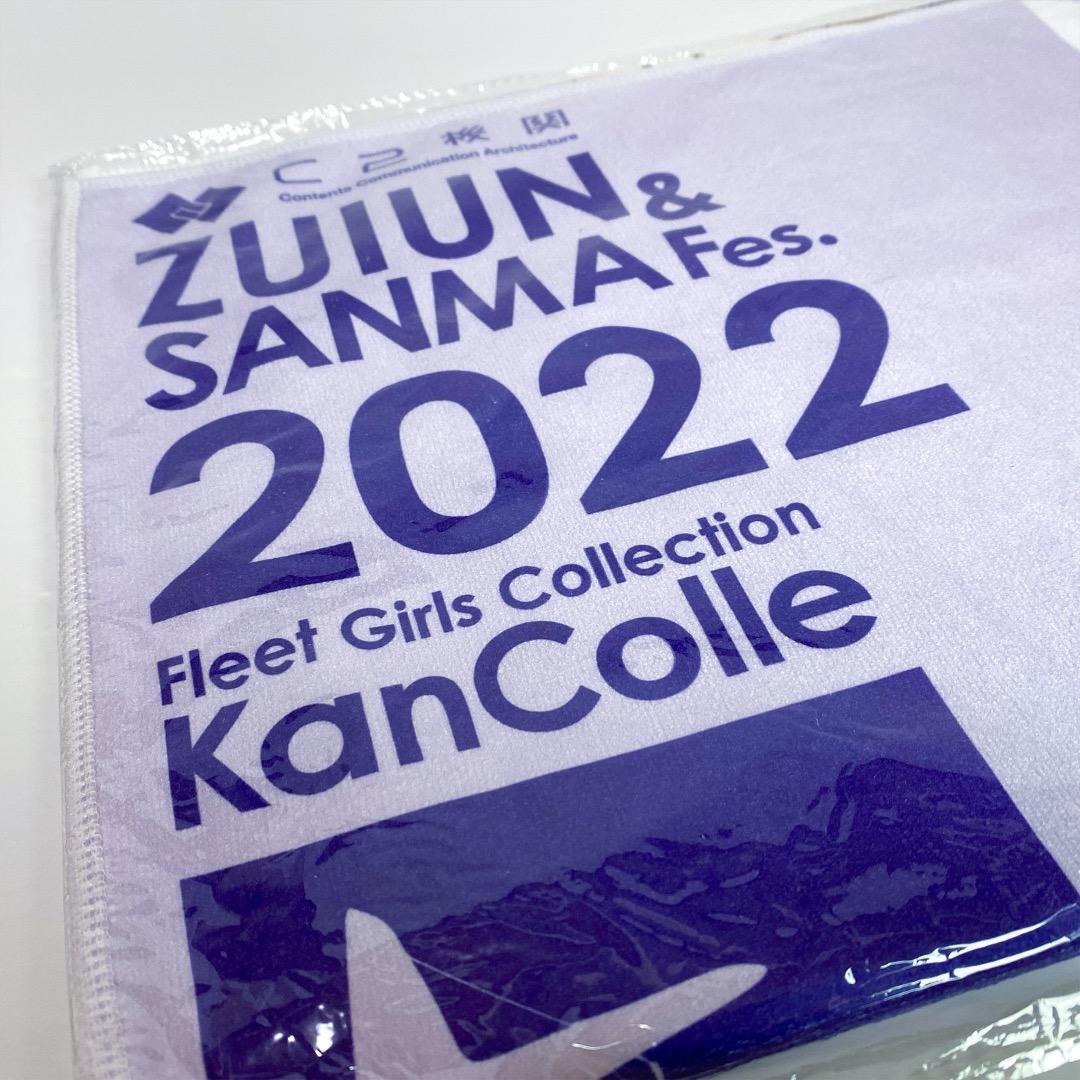 C2機関
Contents Communication Architecture
ZUIUN &
SANMA Fes.
2022
Fleet Girls Collection
KanColle